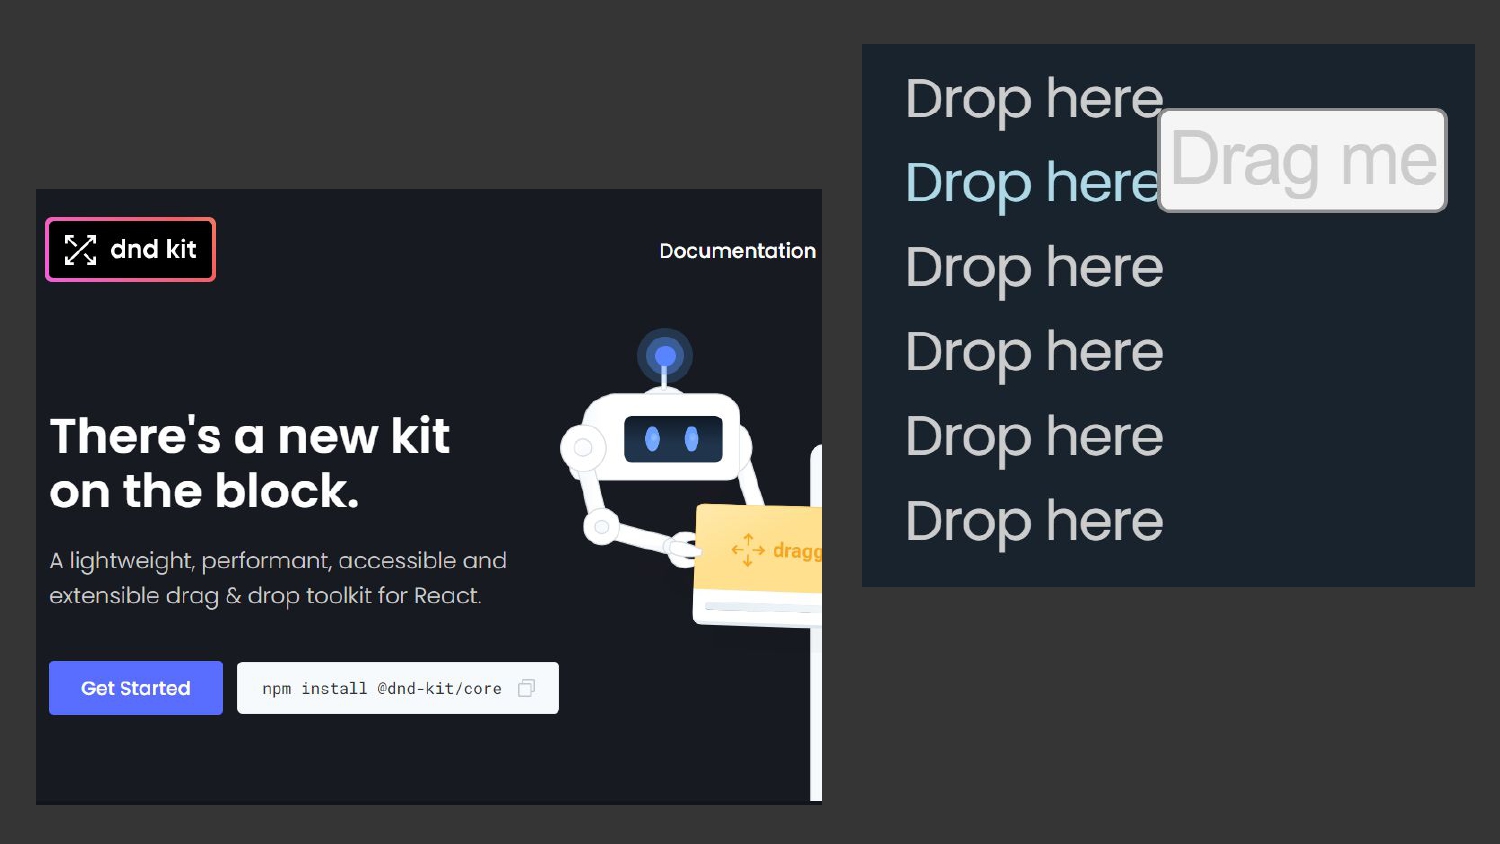 dnd kit
Documentation
There's a new kit
on the block.
A lightweight, performant, accessible and
extensible drag & drop toolkit for React.
Get Started
npm install @dnd-kit/core
dragg
Drop here
Drag me
Drop here
Drop here
Drop here
Drop here
Drop here